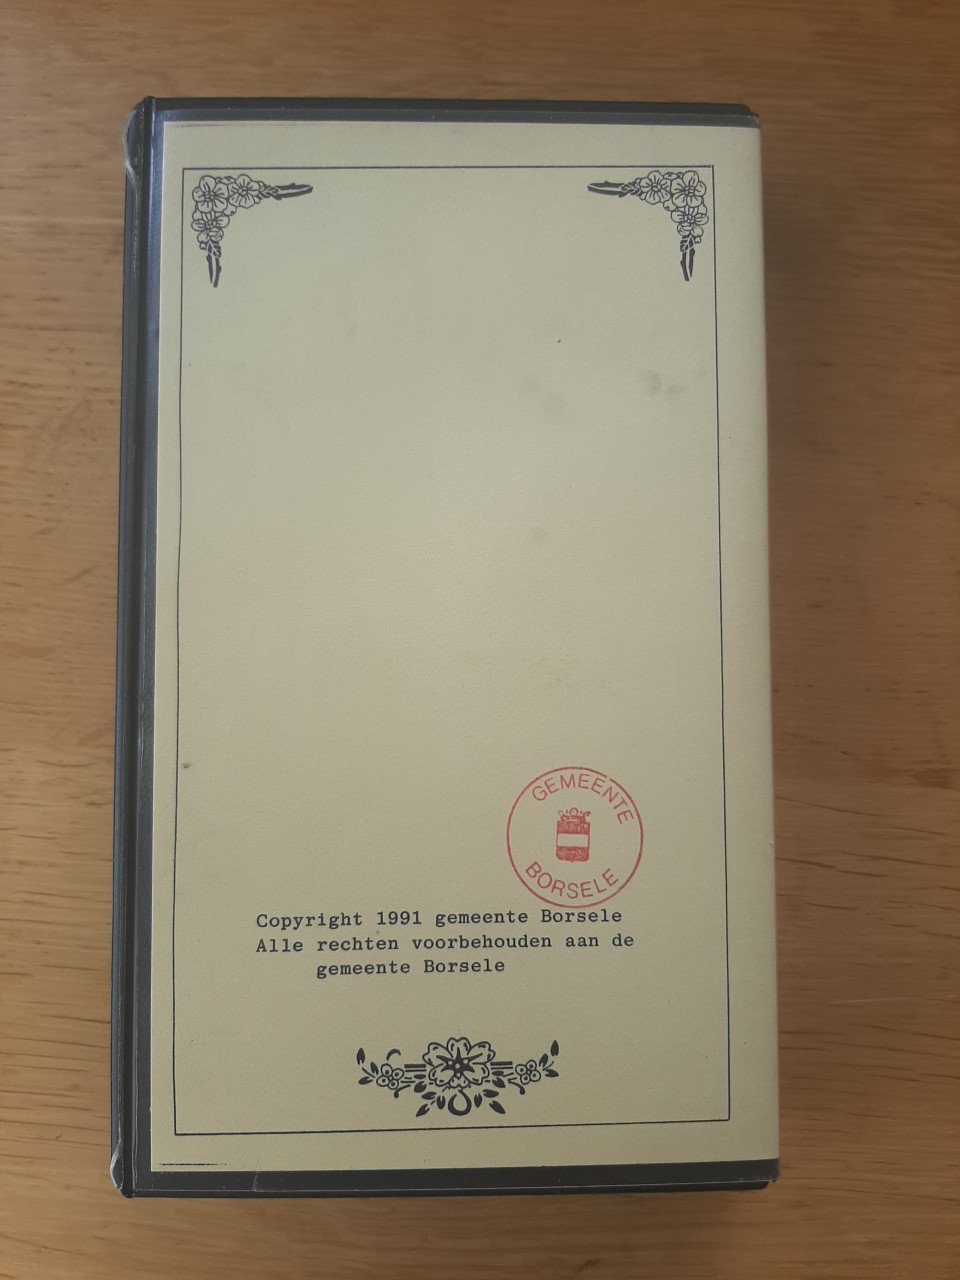 GEMEENTE
BORSELE
Copyright 1991 gemeente Borsele
Alle rechten voorbehouden aan de
gemeente Borsele